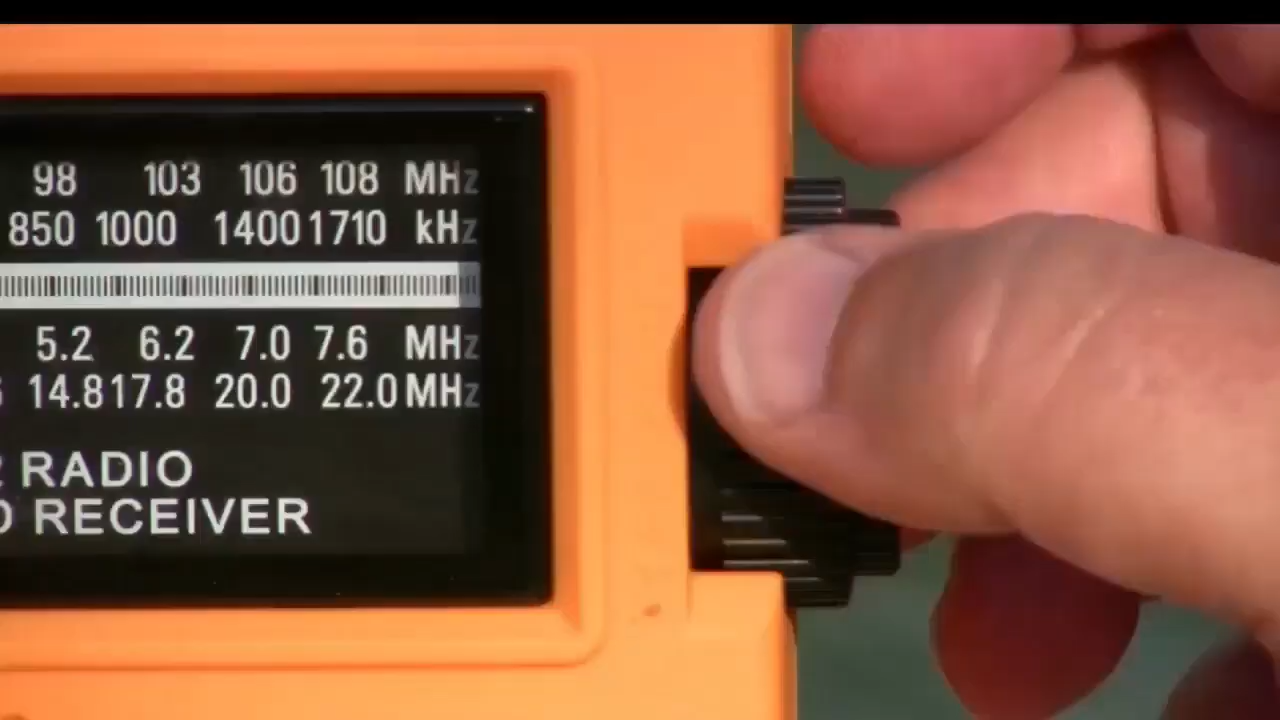 98 103 106 108 MHz
850 1000 1400 1710 kHz
5.2 6.2 7.0 7.6 MHz
14.8 17.8 20.0 22.0 MHz
RADIO
RECEIVER